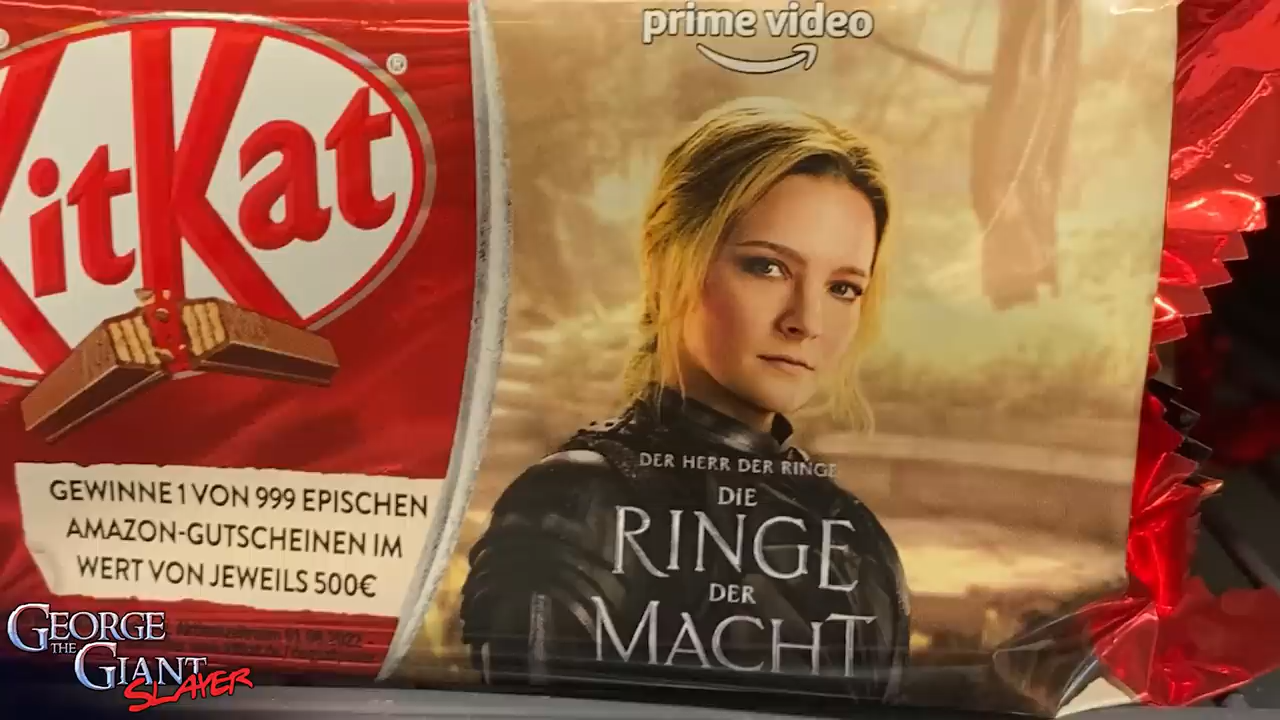 KitKat
®
GEWINNE 1 VON 999 EPISCHEN
AMAZON-GUTSCHEINEN IM
WERT VON JEWEILS 500€
prime video
DER HERR DER RINGE
DIE
RINGE
DER
MACHT
GEORGE
THE
GIANT
SLAYER